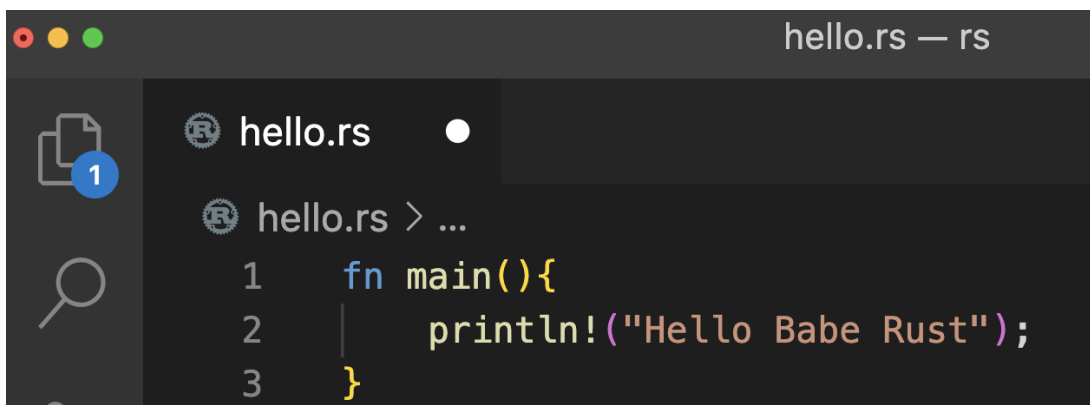 hello.rs — rs
hello.rs
1
hello.rs > ...
1 fn main(){
2 println!("Hello Babe Rust");
3 }